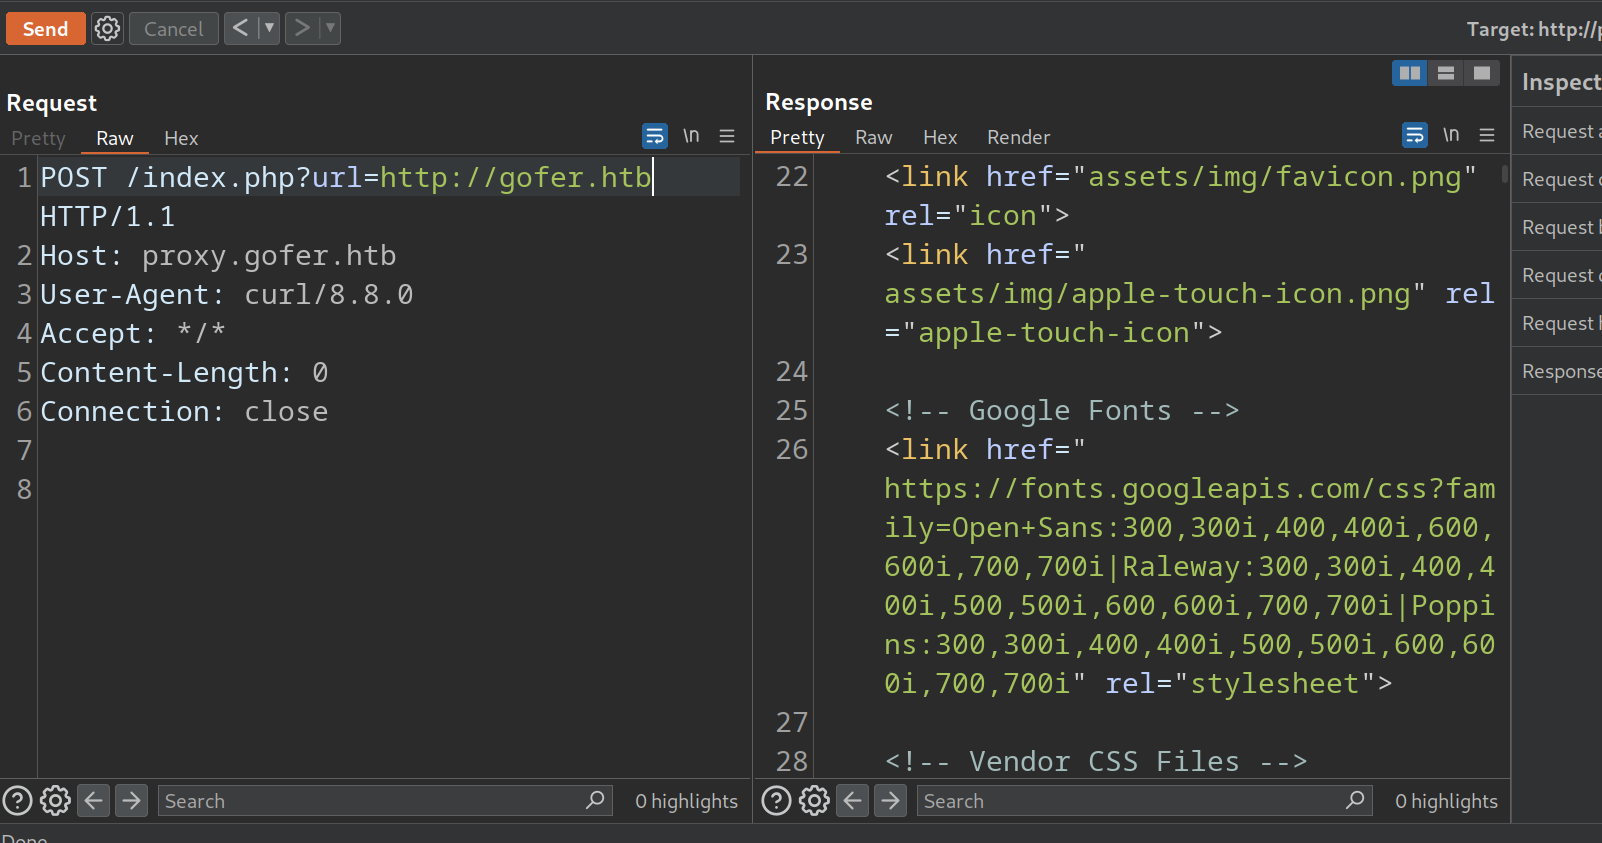 Send
Cancel
Target: http://p
Request
Pretty
Raw
Hex
\n
1 POST /index.php?url=http://gofer.htb
HTTP/1.1
2 Host: proxy.gofer.htb
3 User-Agent: curl/8.8.0
4 Accept: */*
5 Content-Length: 0
6 Connection: close
7
8
Search
0 highlights
Response
Pretty
Raw
Hex
Render
\n
22 <link href="assets/img/favicon.png"
rel="icon">
23 <link href="
assets/img/apple-touch-icon.png" rel
="apple-touch-icon">
24
25 <!-- Google Fonts -->
26 <link href="
https://fonts.googleapis.com/css?fam
ily=Open+Sans:300,300i,400,400i,600,
600i,700,700i|Raleway:300,300i,400,4
00i,500,500i,600,600i,700,700i|Poppi
ns:300,300i,400,400i,500,500i,600,60
0i,700,700i" rel="stylesheet">
27
28 <!-- Vendor CSS Files -->
Search
0 highlights
Inspect
Request a
Request
Request
Request
Request
Response
Done